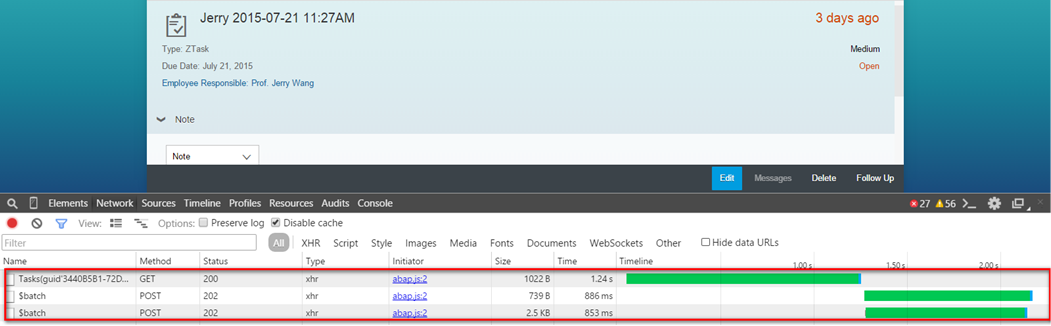 Jerry 2015-07-21 11:27AM 3 days ago
Type: ZTask Medium
Due Date: July 21, 2015 Open
Employee Responsible: Prof. Jerry Wang
Note
Note
Edit Messages Delete Follow Up
Elements Network Sources Timeline Profiles Resources Audits Console 27 56
View: Options: Preserve log Disable cache
Filter All XHR Script Style Images Media Fonts Documents WebSockets Other Hide data URLs
Name Method Status Type Initiator Size Time Timeline 1.00 s 1.50 s 2.00 s
Tasks(guid'3440B5B1-72D... GET 200 xhr abap.js:2 1022 B 1.24 s
$batch POST 202 xhr abap.js:2 739 B 886 ms
$batch POST 202 xhr abap.js:2 2.5 KB 853 ms